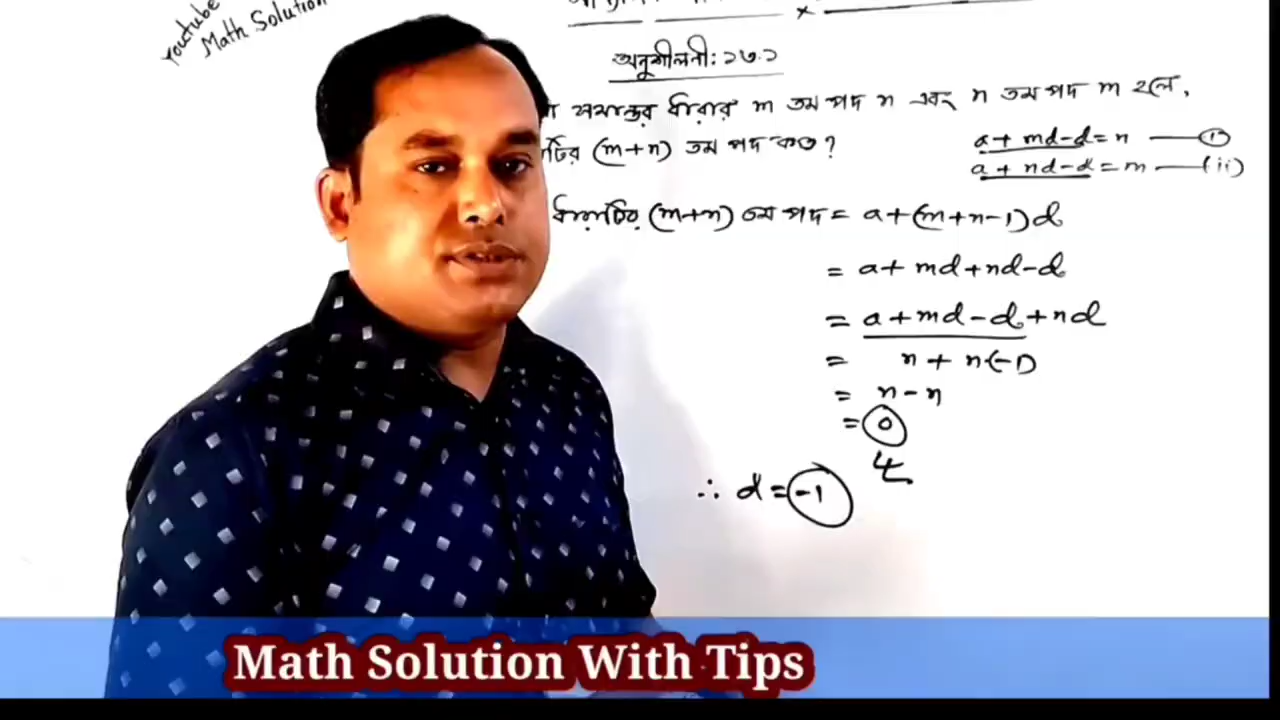 Youtube
Math Solution
×
অনুশীলনী: ১৩.১
সমান্তর ধারার m তম পদ n এবং n তম পদ m হলে,
(m+n) তম পদ কত?
a + md-d = n —— (i)
a + nd-d = m —— (ii)
ধারাটির (m+n) তম পদ = a+(m+n-1)d
= a+ md+nd-d
= a+md-d+nd
= n + n(-1)
= n - n
= 0
∴ d = -1
Math Solution With Tips